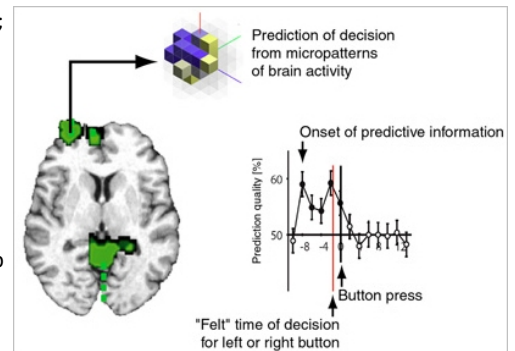 Prediction of decision
from micropatterns
of brain activity
Onset of predictive information
Prediction quality [%]
60
50
-8 -4 0
Button press
"Felt" time of decision
for left or right button